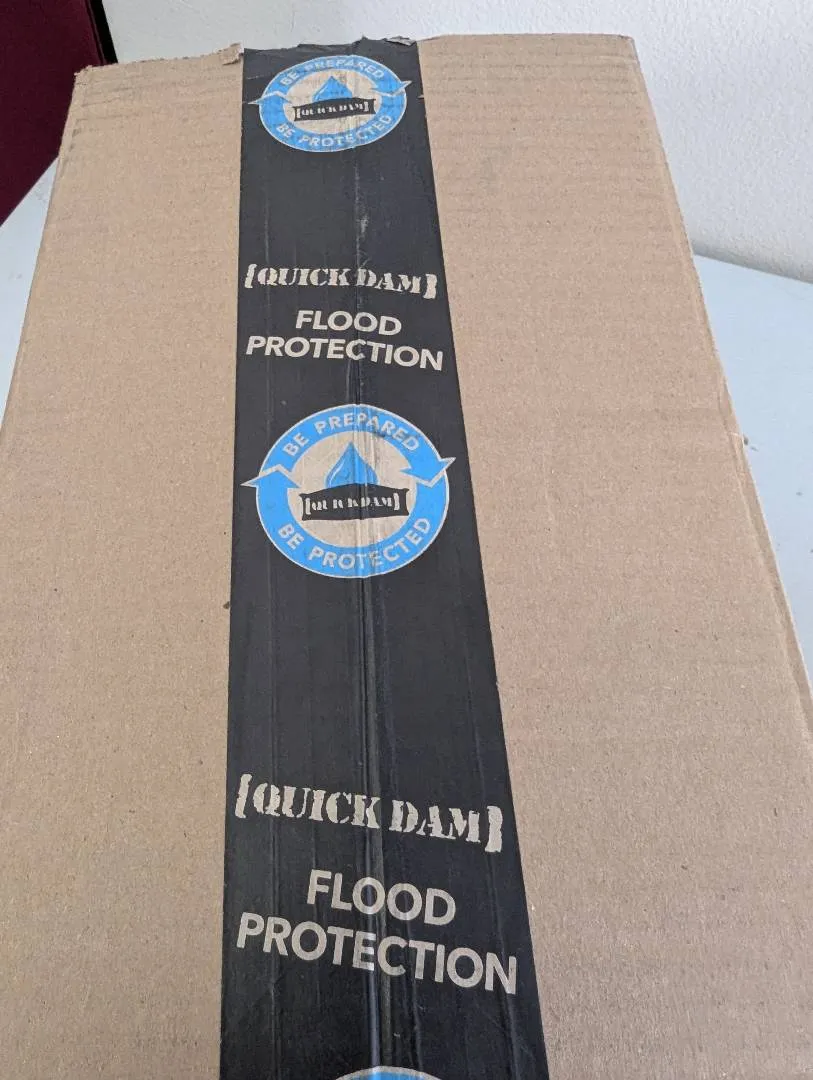 BE PREPARED
[QUICK DAM]
BE PROTECTED
[QUICK DAM]
FLOOD
PROTECTION
BE PREPARED
[QUICK DAM]
BE PROTECTED
[QUICK DAM]
FLOOD
PROTECTION